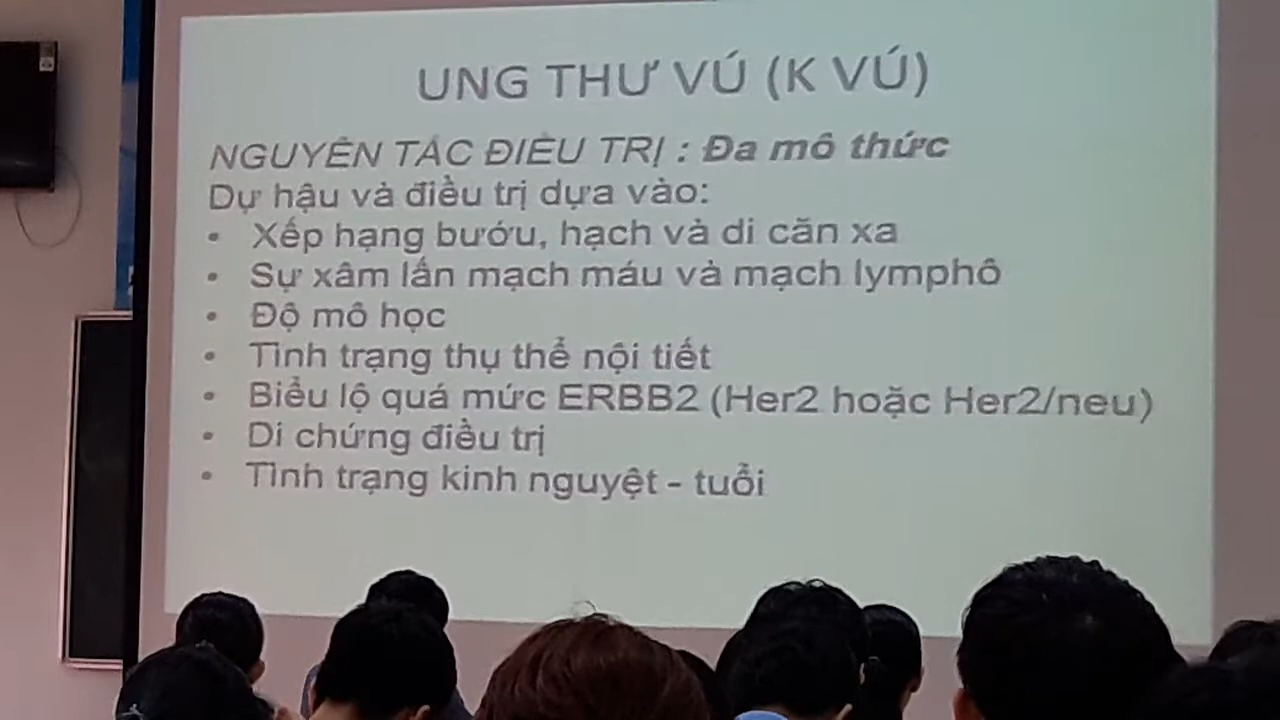 UNG THƯ VÚ (K VÚ)
NGUYÊN TẮC ĐIỀU TRỊ : Đa mô thức
Dự hậu và điều trị dựa vào:
• Xếp hạng bướu, hạch và di căn xa
• Sự xâm lấn mạch máu và mạch lymphô
• Độ mô học
• Tình trạng thụ thể nội tiết
• Biểu lộ quá mức ERBB2 (Her2 hoặc Her2/neu)
• Di chứng điều trị
• Tình trạng kinh nguyệt - tuổi